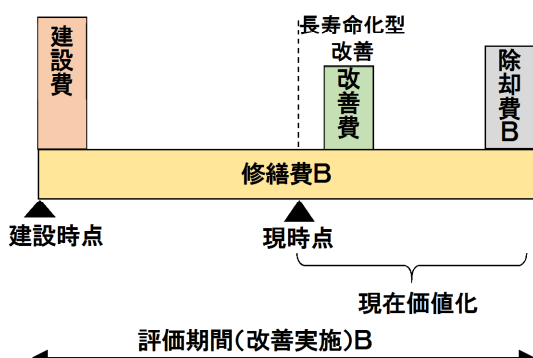 建設費
長寿命化型
改善
改善費
除却費B
修繕費B
建設時点
現時点
現在価値化
評価期間(改善実施)B